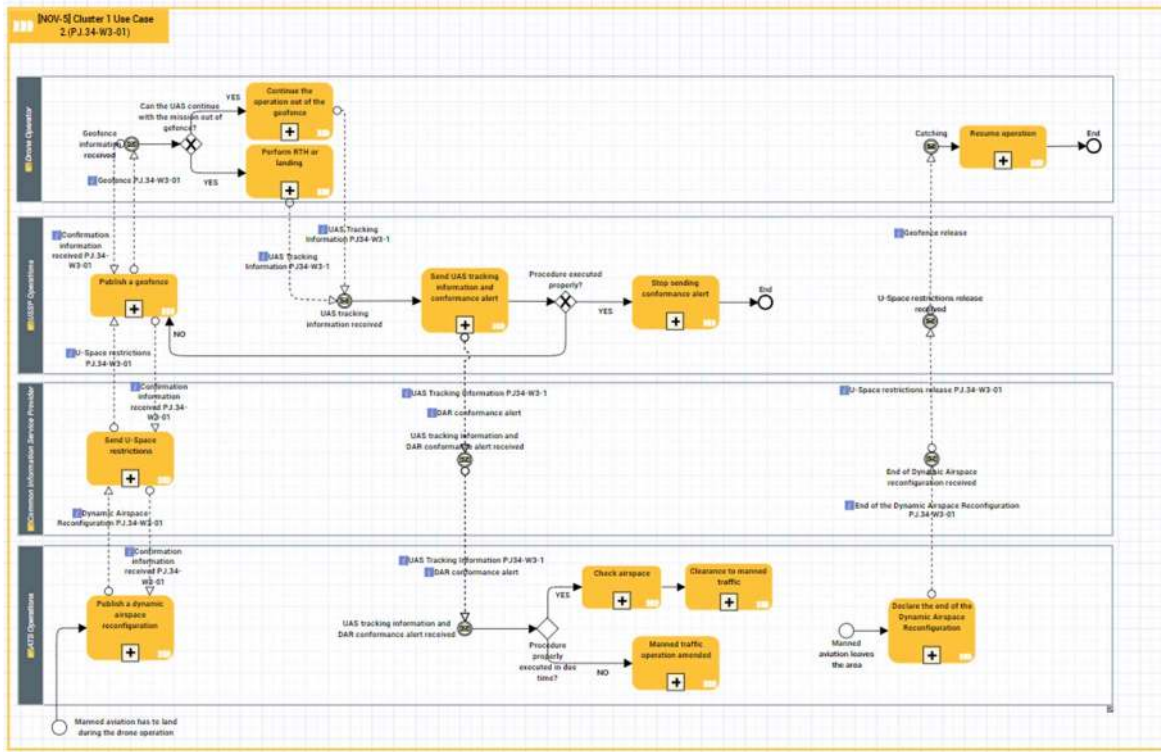 [NOV-5] Cluster 1 Use Case
2.(PJ.34-W3-01)
Drone Operator
Can the UAS continue
with the mission out of
gefence?
YES
Continue the
operation out of the
geofence
Geofence
information
received
YES
Perform RTH or
landing
Geofence PJ.34-W3-01
Catching
Resume operation
End
USSP Operations
Confirmation
information
received PJ.34-
W3-01
Publish a geofence
UAS Tracking
Information PJ34-W3-1
UAS Tracking
Information PJ34-W3-1
UAS tracking
information received
Send UAS tracking
information and
conformance alert
Procedure executed
properly?
YES
NO
Stop sending
conformance alert
End
Geofence release
U-Space restrictions release
received
U-Space restrictions
PJ.34-W3-01
Common Information Service Provider
Confirmation
information
received PJ.34-
W3-01
Send U-Space
restrictions
UAS Tracking Information PJ34-W3-1
DAR conformance alert
UAS tracking information and
DAR conformance alert received
U-Space restrictions release PJ.34-W3-01
End of Dynamic Airspace
reconfiguration received
Dynamic Airspace
Reconfiguration PJ.34-W3-01
End of the Dynamic Airspace Reconfiguration
PJ.34-W3-01
ATS Operations
Confirmation
information
received PJ.34-
W3-01
Publish a dynamic
airspace
reconfiguration
UAS Tracking Information PJ34-W3-1
DAR conformance alert
UAS tracking information and
DAR conformance alert received
YES
Check airspace
Clearance to manned
traffic
Procedure
properly
executed in due
time?
NO
Manned traffic
operation amended
Manned
aviation leaves
the area
Declare the end of the
Dynamic Airspace
Reconfiguration
Manned aviation has to land
during the drone operation